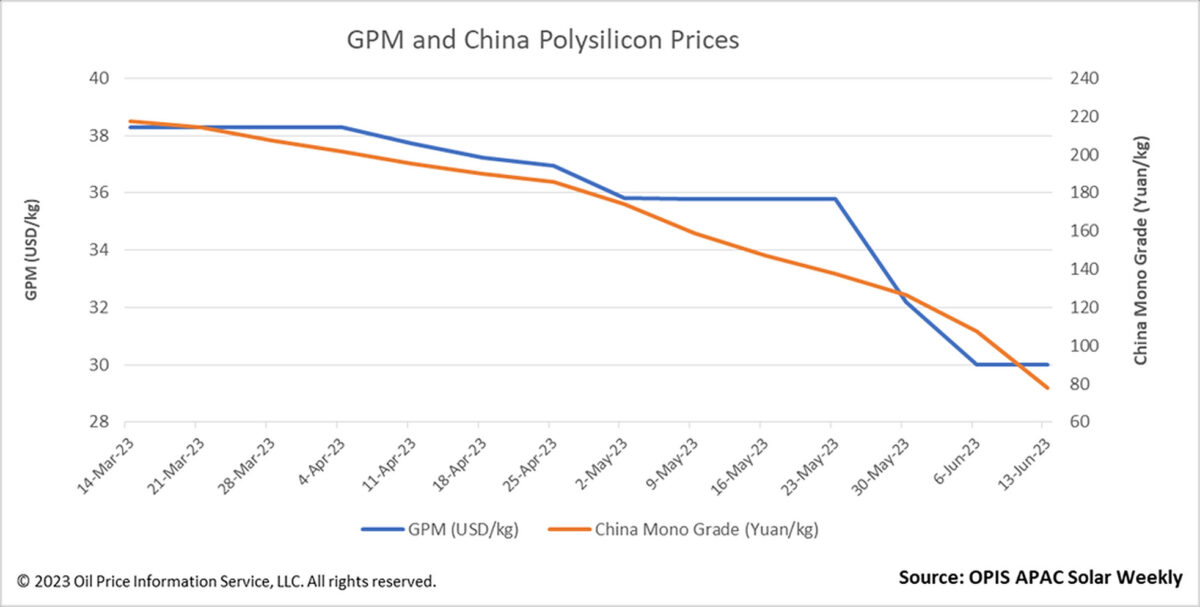 GPM and China Polysilicon Prices
GPM (USD/kg)
40
38
36
34
32
30
28
240
220
200
180
160
140
120
100
80
60
China Mono Grade (Yuan/kg)
14-Mar-23
21-Mar-23
28-Mar-23
4-Apr-23
11-Apr-23
18-Apr-23
25-Apr-23
2-May-23
9-May-23
16-May-23
23-May-23
30-May-23
6-Jun-23
13-Jun-23
GPM (USD/kg) China Mono Grade (Yuan/kg)
© 2023 Oil Price Information Service, LLC. All rights reserved.
Source: OPIS APAC Solar Weekly